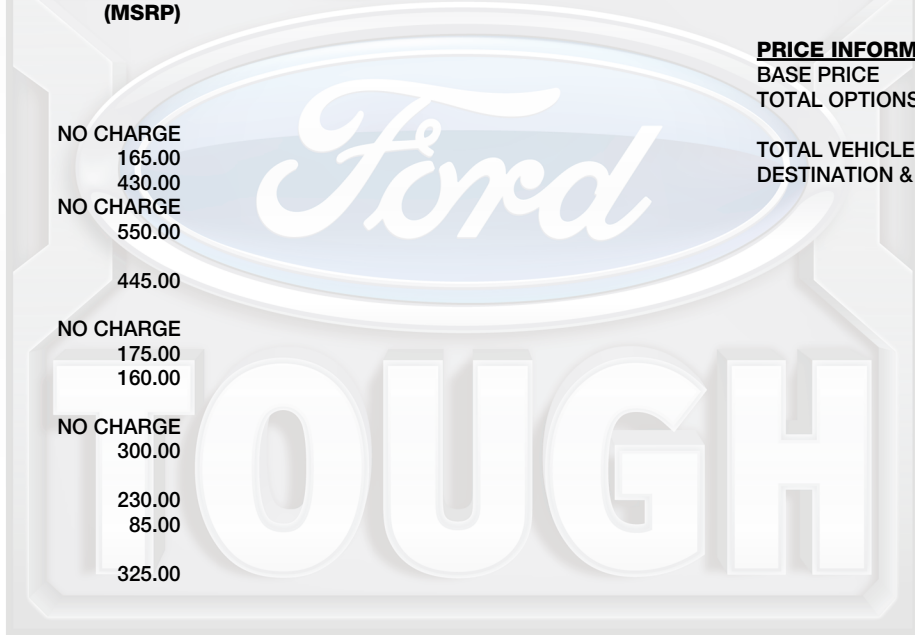 (MSRP)
NO CHARGE
165.00
430.00
NO CHARGE
550.00
445.00
NO CHARGE
175.00
160.00
NO CHARGE
300.00
230.00
85.00
325.00
PRICE INFORM
BASE PRICE
TOTAL OPTIONS
TOTAL VEHICLE
DESTINATION &
Ford
TOUGH